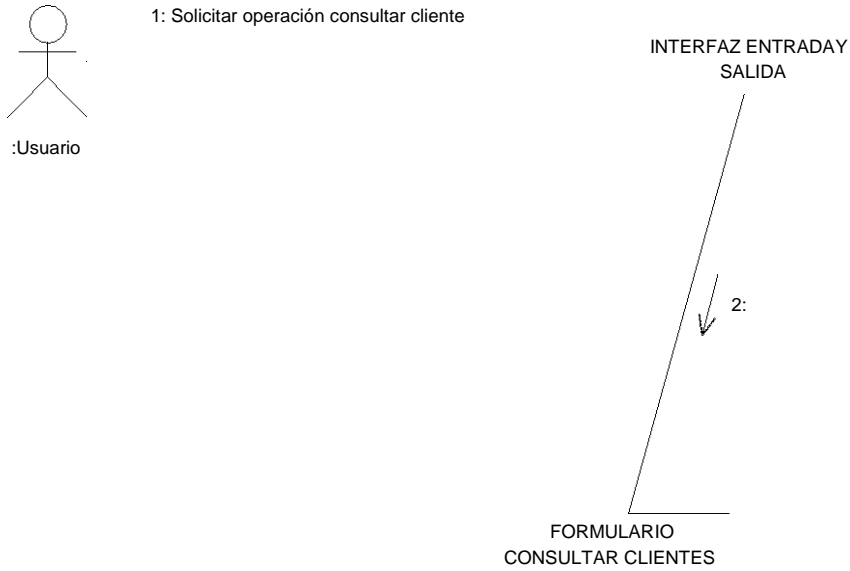 1: Solicitar operación consultar cliente
INTERFAZ ENTRADAY
SALIDA
:Usuario
2:
FORMULARIO
CONSULTAR CLIENTES